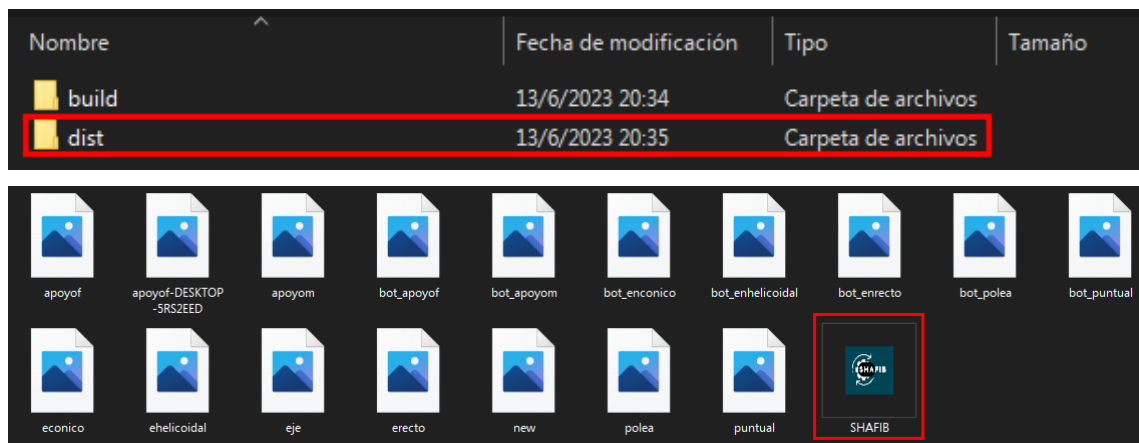 Nombre Fecha de modificación Tipo Tamaño
build 13/6/2023 20:34 Carpeta de archivos
dist 13/6/2023 20:35 Carpeta de archivos
apoyof apoyof-DESKTOP apoyom bot_apoyof bot_apoyom bot_enconico bot_enhelicoidal bot_enrecto bot_polea bot_puntual
-5RS2EED
SHAFIB
econico ehelicoidal eje erecto new polea puntual SHAFIB